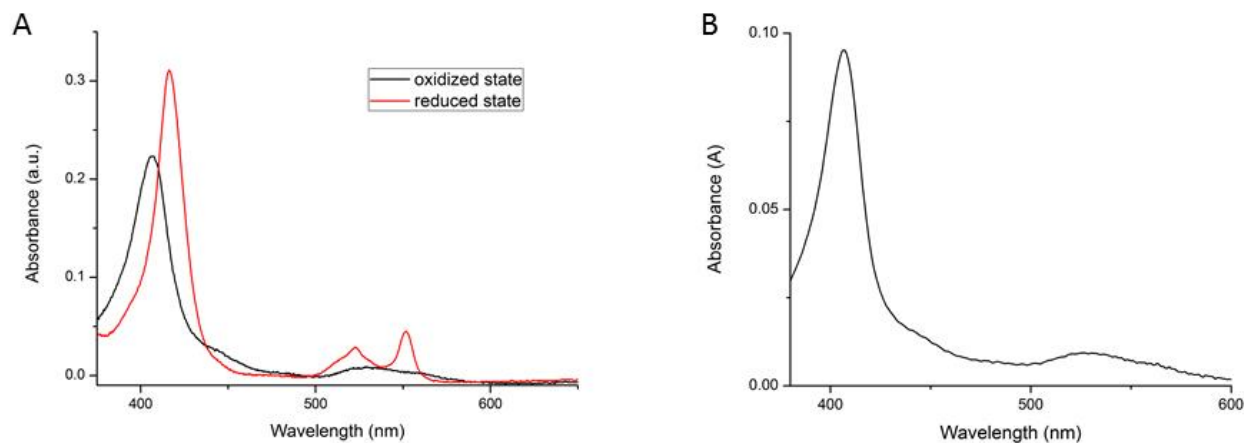 A
oxidized state
reduced state
0.3
0.2
0.1
0.0
Absorbance (a.u.)
400
500
600
Wavelength (nm)
B
0.10
0.05
0.00
Absorbance (A)
400
500
600
Wavelength (nm)